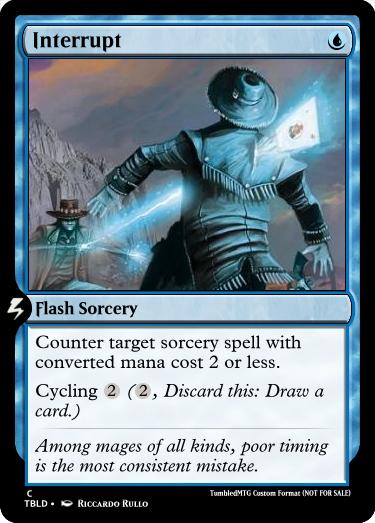 Interrupt
Flash Sorcery
Counter target sorcery spell with
converted mana cost 2 or less.
Cycling 2 (2, Discard this: Draw a
card.)
Among mages of all kinds, poor timing
is the most consistent mistake.
C
TBLD • Riccardo Rullo
TumbledMTG Custom Format (NOT FOR SALE)